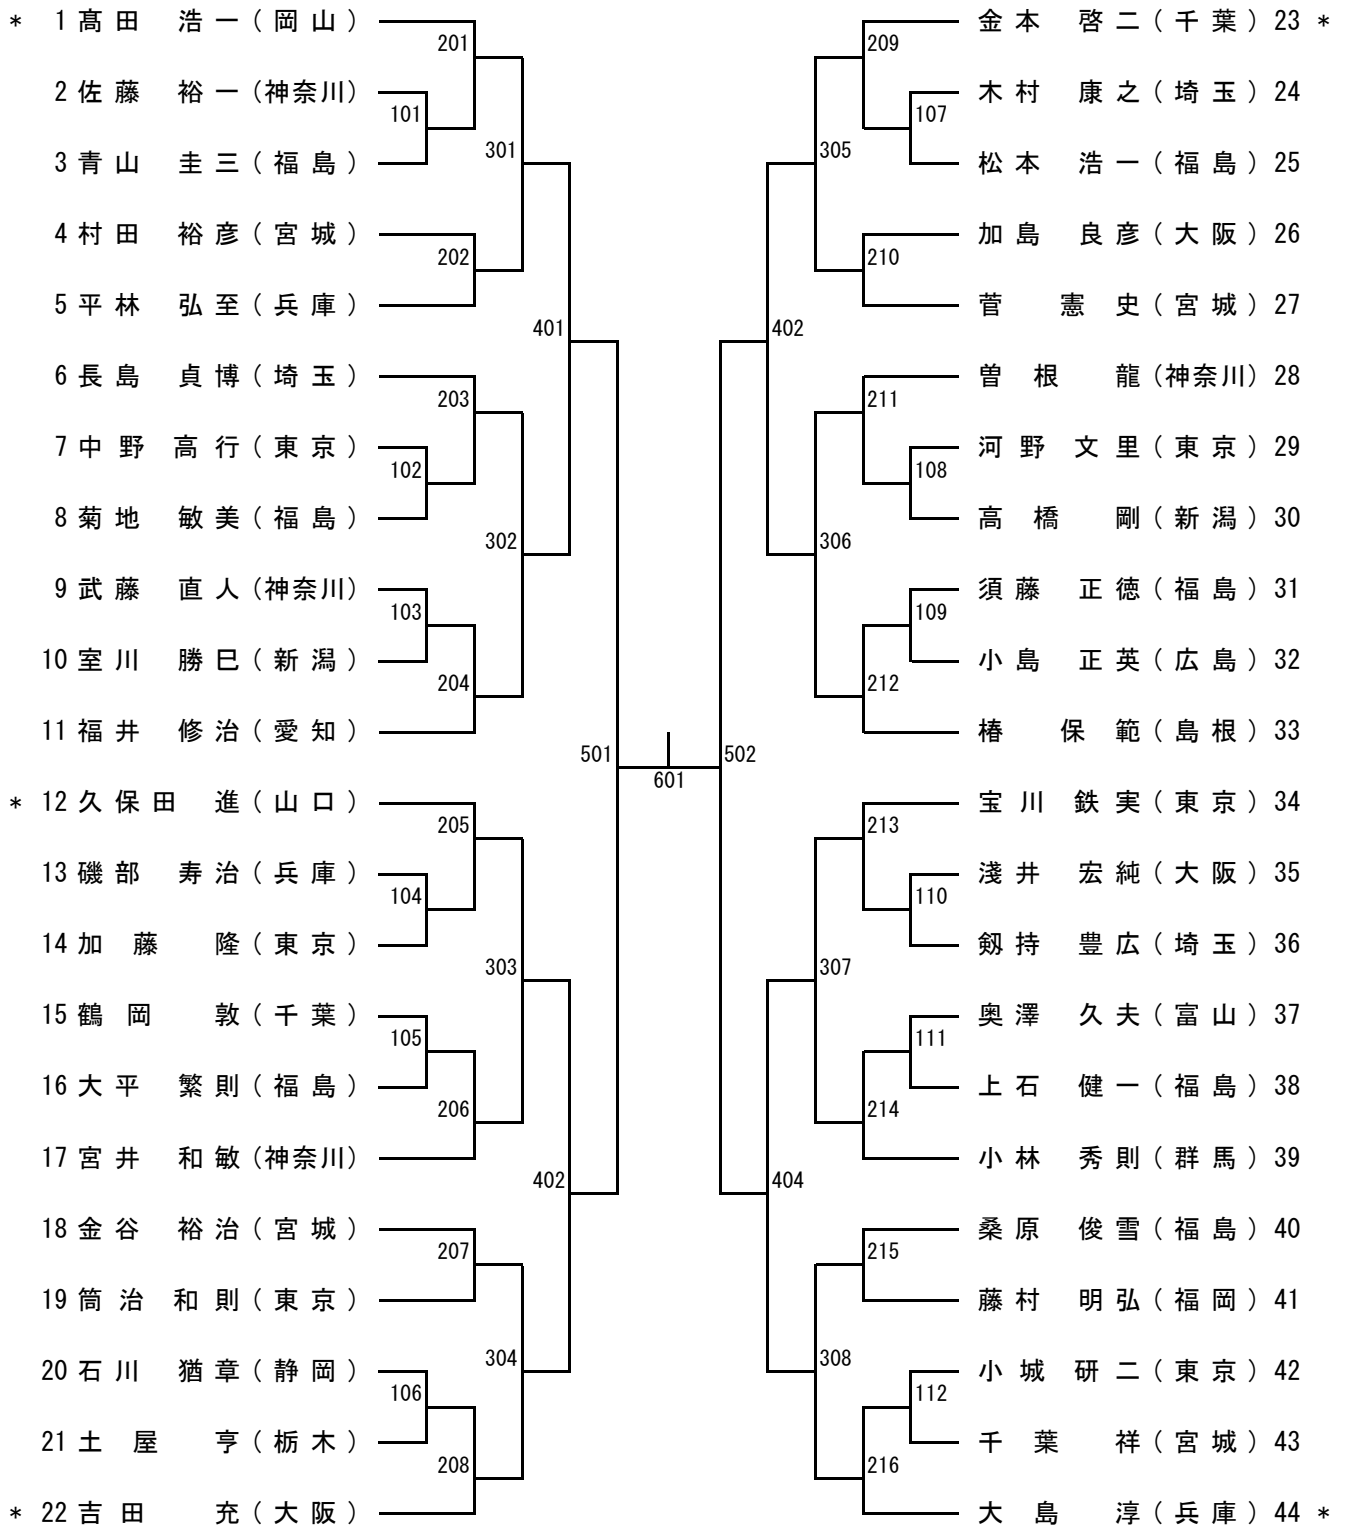 * 1 髙田 浩一 (岡山)
201
2 佐藤 裕一 (神奈川)
101
3 青山 圭三 (福島)
301
4 村田 裕彦 (宮城)
202
5 平林 弘至 (兵庫)
401
6 長島 貞博 (埼玉)
203
7 中野 高行 (東京)
102
8 菊地 敏美 (福島)
302
9 武藤 直人 (神奈川)
103
10 室川 勝巳 (新潟)
204
11 福井 修治 (愛知)
501
* 12 久保田 進 (山口)
205
13 磯部 寿治 (兵庫)
104
14 加藤 隆 (東京)
303
15 鶴岡 敦 (千葉)
105
16 大平 繁則 (福島)
206
17 宮井 和敏 (神奈川)
402
18 金谷 裕治 (宮城)
207
19 筒治 和則 (東京)
304
20 石川 猶章 (静岡)
106
21 土屋 亨 (栃木)
208
* 22 吉田 充 (大阪)
601
金本 啓二 (千葉) 23 *
209
木村 康之 (埼玉) 24
107
松本 浩一 (福島) 25
305
加島 良彦 (大阪) 26
210
菅 憲史 (宮城) 27
402
曽根 龍 (神奈川) 28
211
河野 文里 (東京) 29
108
高橋 剛 (新潟) 30
306
須藤 正徳 (福島) 31
109
小島 正英 (広島) 32
212
椿 保範 (島根) 33
502
宝川 鉄実 (東京) 34
213
淺井 宏純 (大阪) 35
110
剱持 豊広 (埼玉) 36
307
奥澤 久夫 (富山) 37
111
上石 健一 (福島) 38
214
小林 秀則 (群馬) 39
404
桑原 俊雪 (福島) 40
215
藤村 明弘 (福岡) 41
308
小城 研二 (東京) 42
112
千葉 祥 (宮城) 43
216
大島 淳 (兵庫) 44 *